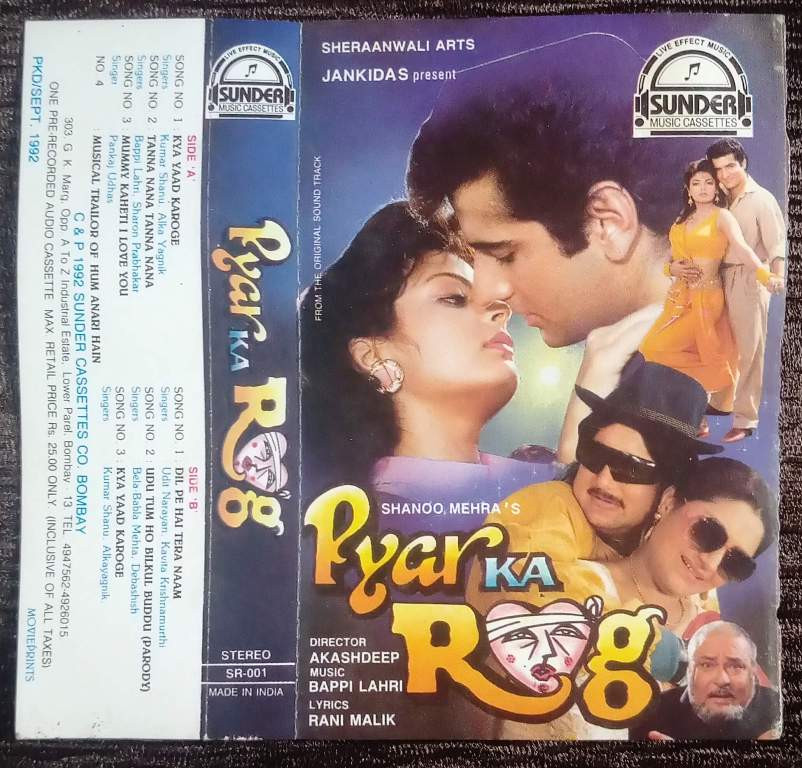 LIVE EFFECT MUSIC
SUNDER
MUSIC CASSETTES
SHERAANWALI ARTS
JANKIDAS present
FROM THE ORIGINAL SOUND TRACK
SHANOO MEHRA'S
Pyar KA
Rog
DIRECTOR
AKASHDEEP
MUSIC
BAPPI LAHRI
LYRICS
RANI MALIK
LIVE EFFECT MUSIC
SUNDER
MUSIC CASSETTES
Pyar KA Rog
STEREO
SR-001
MADE IN INDIA
SIDE 'A'
SONG NO 1 : KYA YAAD KAROGE
Singers Kumar Shanu, Alka Yagnik
SONG NO 2 TANNA NANA TANNA NANA
Singers Bappi Lahri, Sharon Prabhakar
SONG NO 3 MUMMY KAHETI I LOVE YOU
Singer Pankaj Udhas
NO 4 : MUSICAL TRAILOR OF HUM ANARI HAIN
SIDE 'B'
SONG NO. 1 : DIL PE HAI TERA NAAM
Singers Udit Narayan, Kavita Krishnamurthi
SONG NO 2 : UDU TUM HO BILKUL BUDDU (PARODY)
Singers Bela Babla Mehta, Debashish
SONG NO 3 : KYA YAAD KAROGE
Singers Kumar Shanu, Alkayagnik
C & P 1992 SUNDER CASSETTES CO. BOMBAY
303, G. K. Marg, Opp. A To Z Industrial Estate, Lower Parel, Bombay - 13 TEL 4947562-4926015
ONE PRE-RECORDED AUDIO CASSETTE MAX RETAIL PRICE Rs. 25.00 ONLY (INCLUSIVE OF ALL TAXES)
PKD/SEPT. 1992
MOVIEPRINTS